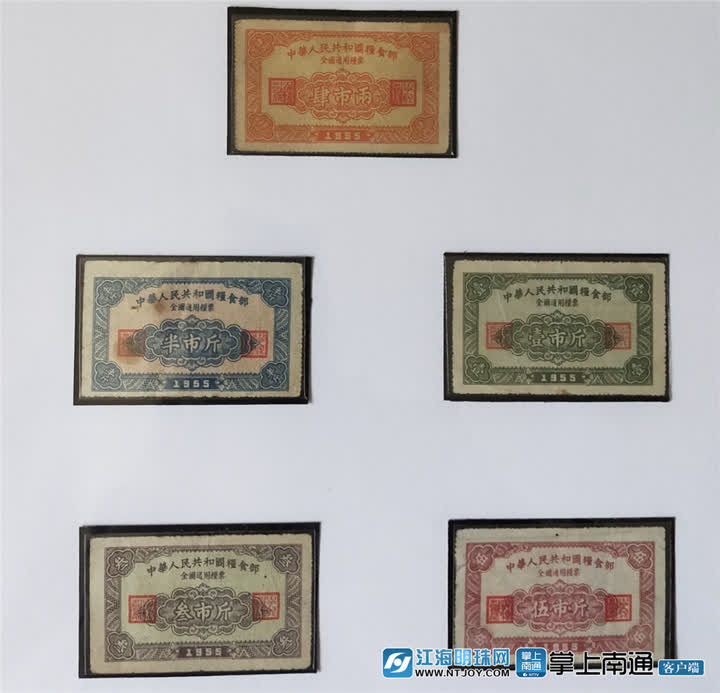 中華人民共和國糧食部
全國通用糧票
肆市兩
1955
中華人民共和國糧食部
全國通用糧票
半市斤
1955
中華人民共和國糧食部
全國通用糧票
壹市斤
1955
中華人民共和國糧食部
全國通用糧票
叁市斤
1955
中華人民共和國糧食部
全國通用糧票
伍市斤
江海明珠网
WWW.NTJOY.COM
掌上南通
掌上南通
客户端